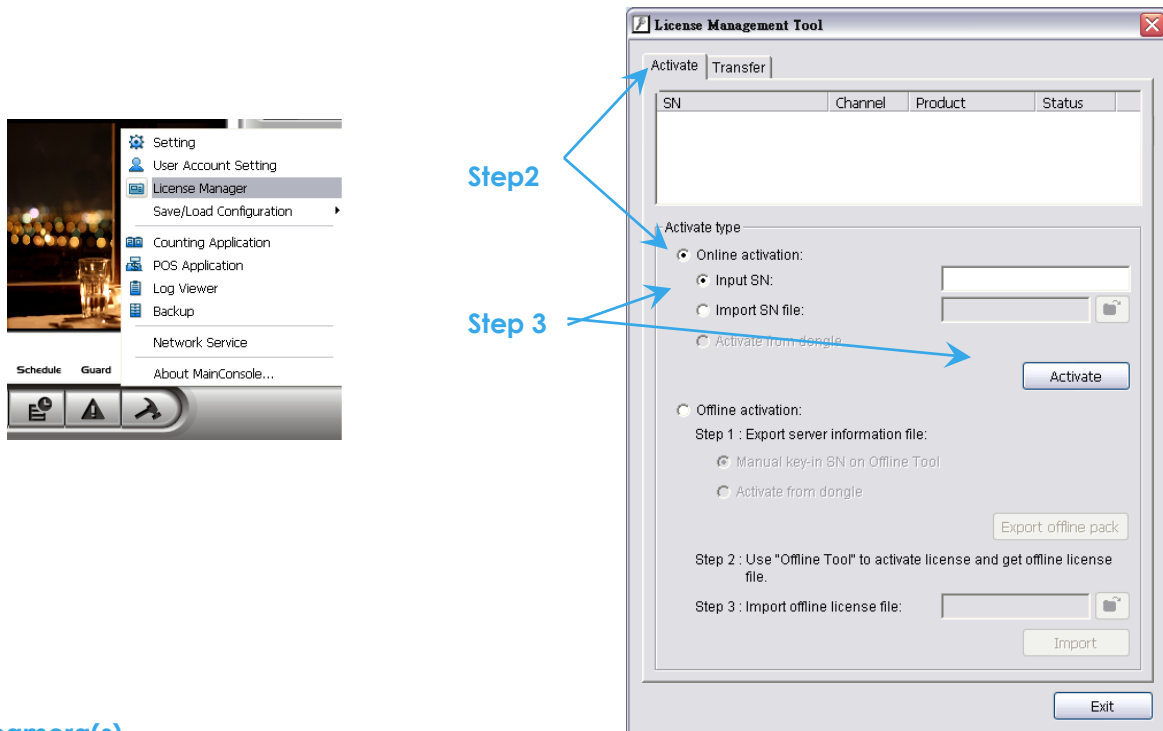 Setting
User Account Setting
License Manager
Save/Load Configuration
Counting Application
POS Application
Log Viewer
Backup
Network Service
About MainConsole...
Schedule Guard
Step2
Step 3
License Management Tool
Activate Transfer
SN Channel Product Status
Activate type
Online activation:
Input SN:
Import SN file:
Activate from dongle
Activate
Offline activation:
Step 1 : Export server information file:
Manual key-in SN on Offline Tool
Activate from dongle
Export offline pack
Step 2 : Use "Offline Tool" to activate license and get offline license
file.
Step 3 : Import offline license file:
Import
Exit